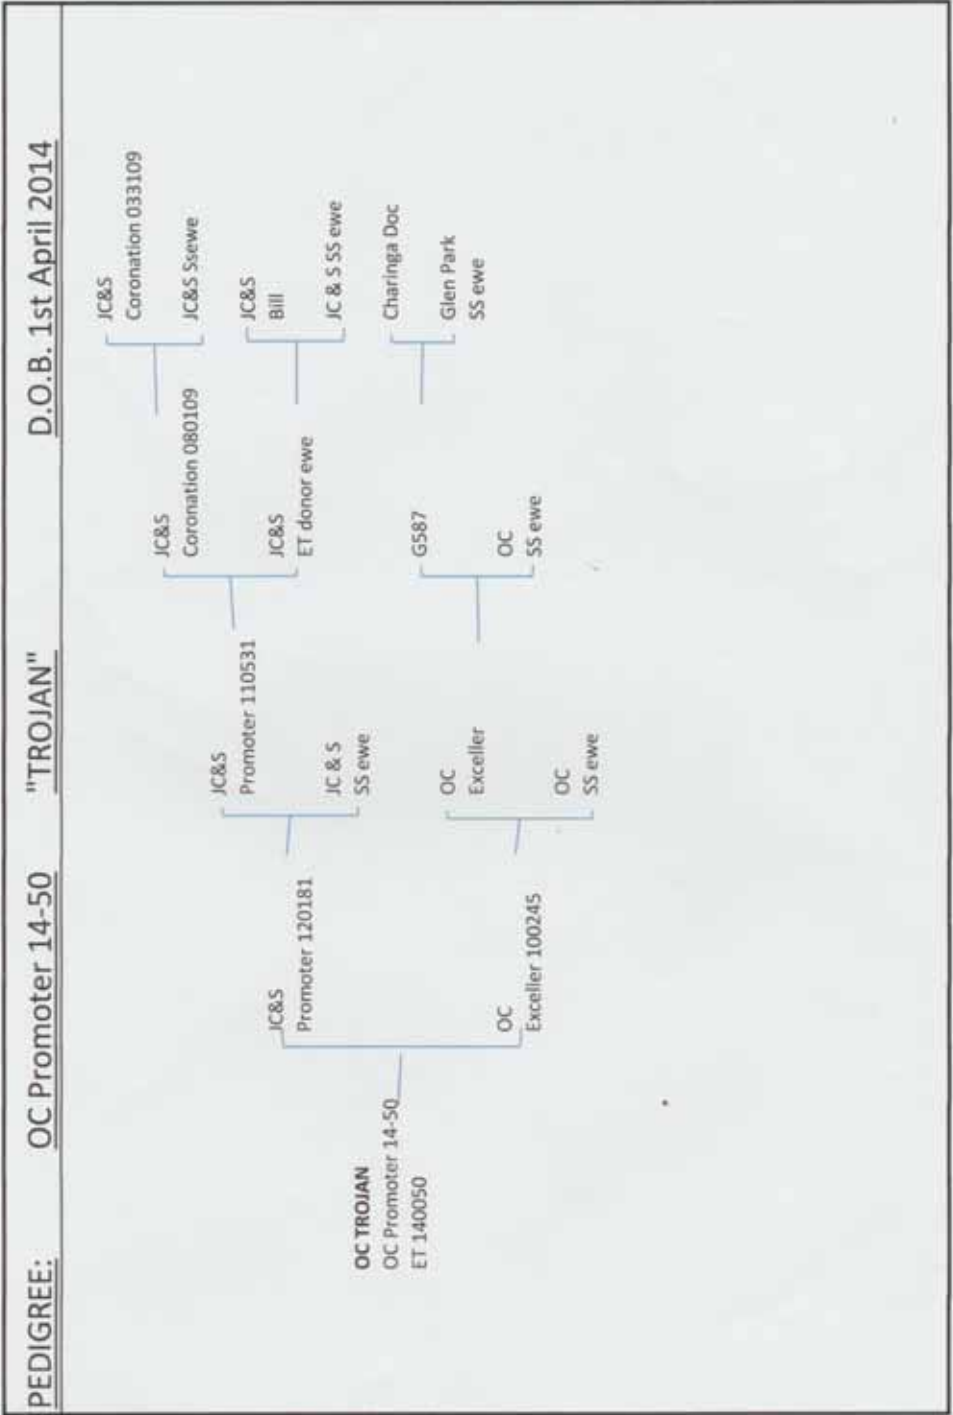 PEDIGREE: OC Promoter 14-50 "TROJAN" D.O.B. 1st April 2014
OC TROJAN
OC Promoter 14-50
ET 140050
JC&S
Promoter 120181
OC
Exceller 100245
JC&S
Promoter 110531
JC & S
SS ewe
OC
Exceller
OC
SS ewe
JC&S
Coronation 080109
JC&S
ET donor ewe
G587
OC
SS ewe
JC&S
Coronation 033109
JC&S Ssewe
JC&S
Bill
JC & S SS ewe
Charinga Doc
Glen Park
SS ewe